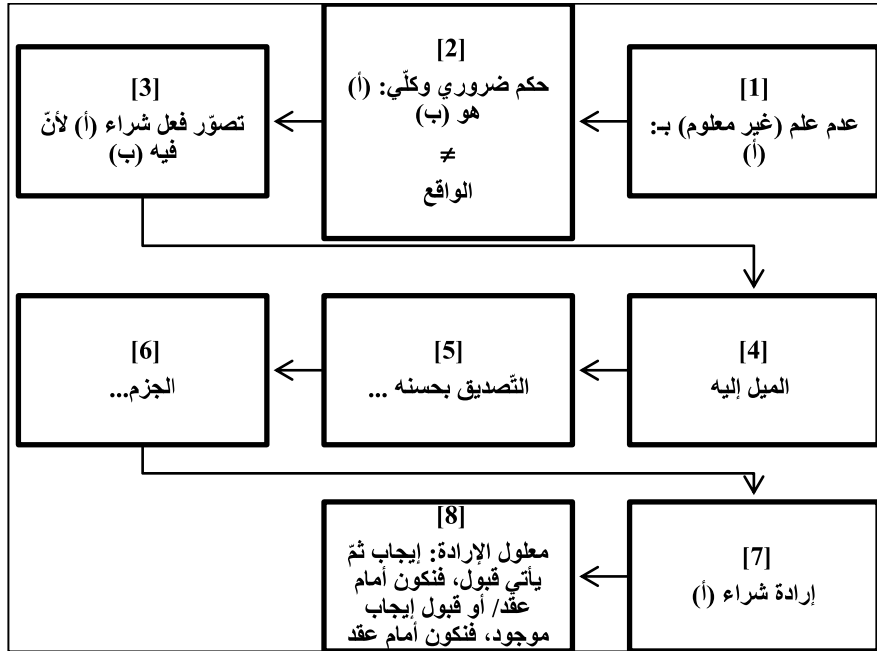 [1]
عدم علم (غير معلوم) بـ:
(أ)
[2]
حكم ضروري وكلّي: (أ)
هو (ب)
≠
الواقع
[3]
تصوّر فعل شراء (أ) لأنّ
فيه (ب)
[4]
الميل إليه
[5]
التّصديق بحسنه ...
[6]
الجزم...
[7]
إرادة شراء (أ)
[8]
معلول الإرادة: إيجاب ثمّ
يأتي قبول، فنكون أمام
عقد/ أو قبول إيجاب
موجود، فنكون أمام عقد